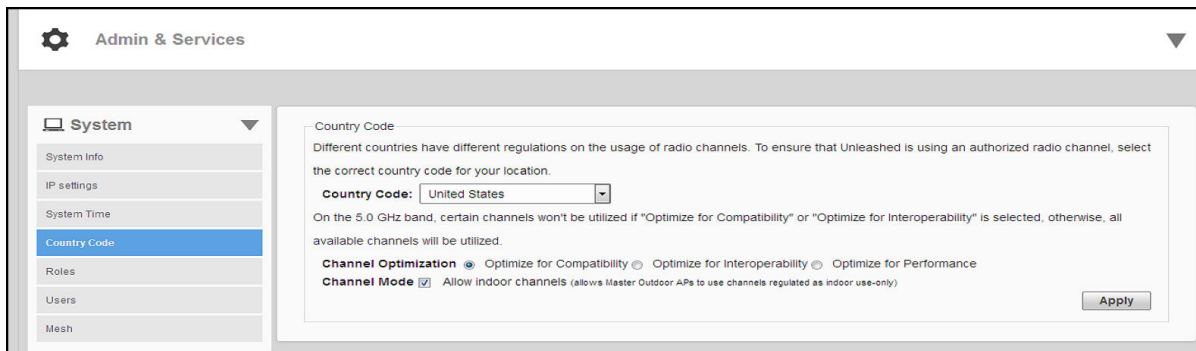 Admin & Services
System
System Info
IP settings
System Time
Country Code
Roles
Users
Mesh
Country Code
Different countries have different regulations on the usage of radio channels. To ensure that Unleashed is using an authorized radio channel, select
the correct country code for your location.
Country Code: United States
On the 5.0 GHz band, certain channels won't be utilized if "Optimize for Compatibility" or "Optimize for Interoperability" is selected, otherwise, all
available channels will be utilized.
Channel Optimization Optimize for Compatibility Optimize for Interoperability Optimize for Performance
Channel Mode Allow indoor channels (allows Master Outdoor APs to use channels regulated as indoor use-only)
Apply